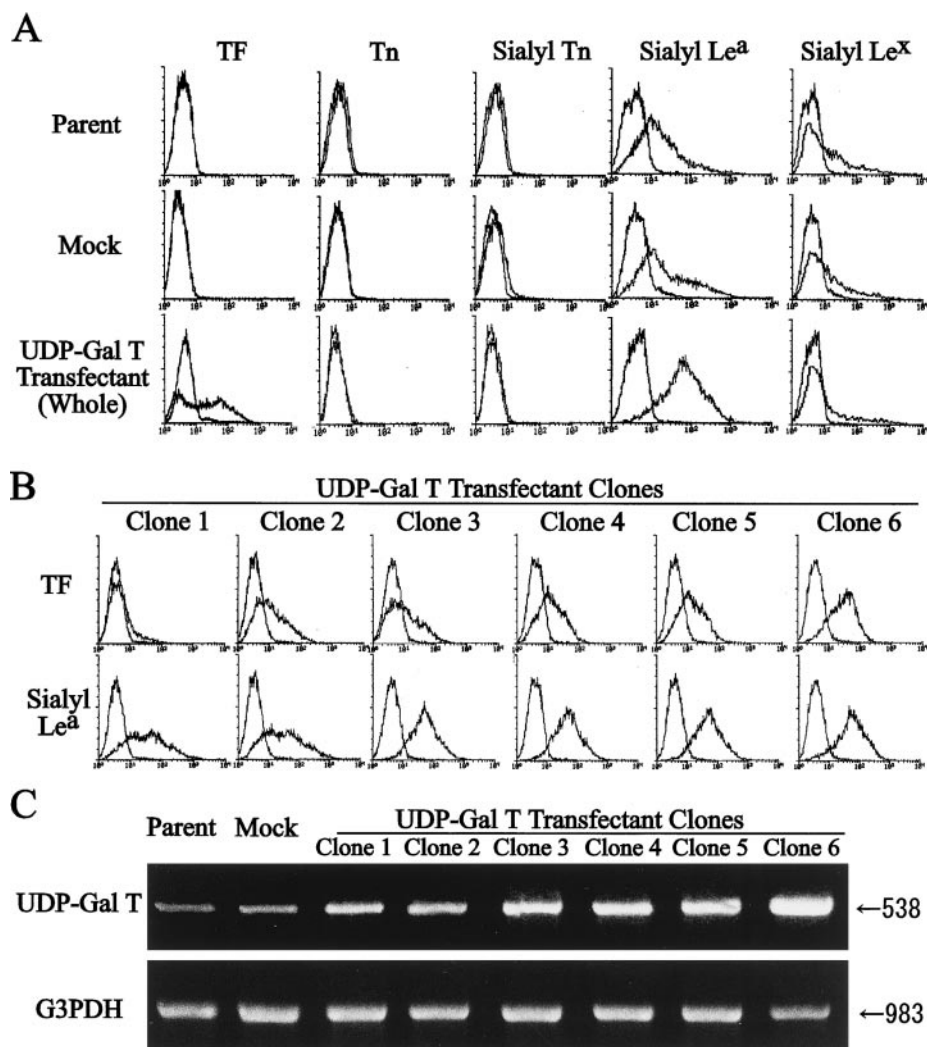 A
TF Tn Sialyl Tn Sialyl Leᵃ Sialyl Leˣ
Parent
Mock
UDP-Gal T
Transfectant
(Whole)
B
UDP-Gal T Transfectant Clones
Clone 1 Clone 2 Clone 3 Clone 4 Clone 5 Clone 6
TF
Sialyl
Leᵃ
C
Parent Mock UDP-Gal T Transfectant Clones
Clone 1 Clone 2 Clone 3 Clone 4 Clone 5 Clone 6
UDP-Gal T ←538
G3PDH ←983